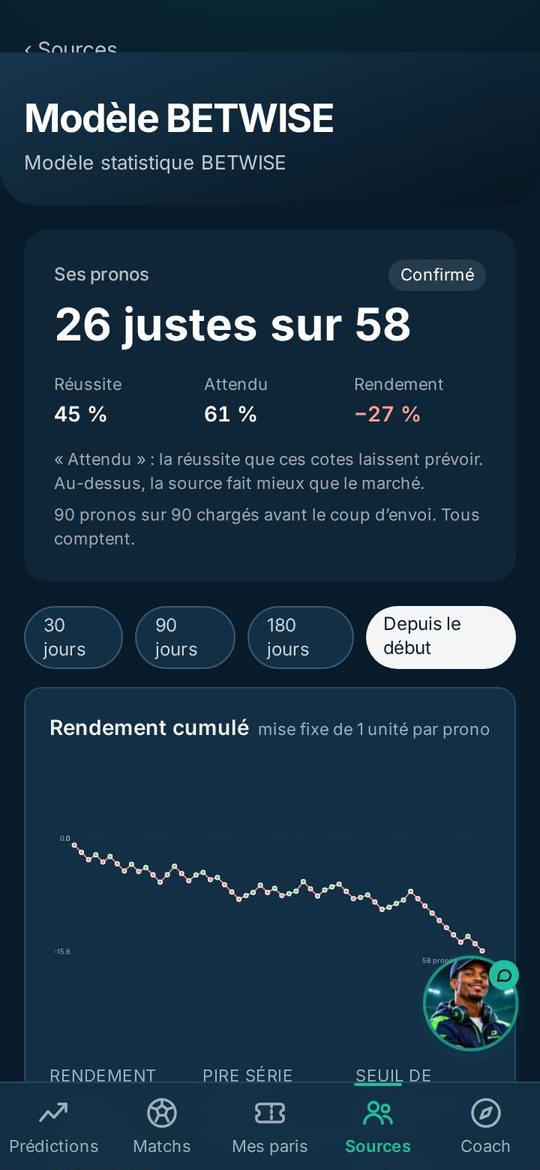 ‹ Sources
Modèle BETWISE
Modèle statistique BETWISE
Ses pronos
Confirmé
26 justes sur 58
Réussite
Attendu
Rendement
45 %
61 %
−27 %
« Attendu » : la réussite que ces cotes laissent prévoir.
Au-dessus, la source fait mieux que le marché.
90 pronos sur 90 chargés avant le coup d’envoi. Tous
comptent.
30
jours
90
jours
180
jours
Depuis le
début
Rendement cumulé
mise fixe de 1 unité par prono
0.0
-15.6
58 pronos
RENDEMENT
PIRE SÉRIE
SEUIL DE
Prédictions
Matchs
Mes paris
Sources
Coach